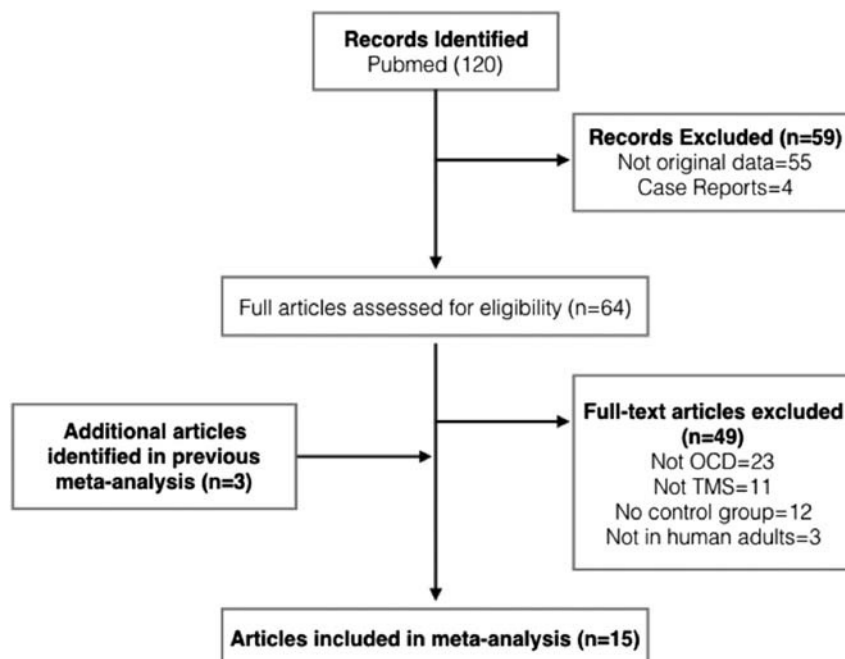 Records Identified
Pubmed (120)
Records Excluded (n=59)
Not original data=55
Case Reports=4
Full articles assessed for eligibility (n=64)
Additional articles
identified in previous
meta-analysis (n=3)
Full-text articles excluded
(n=49)
Not OCD=23
Not TMS=11
No control group=12
Not in human adults=3
Articles included in meta-analysis (n=15)